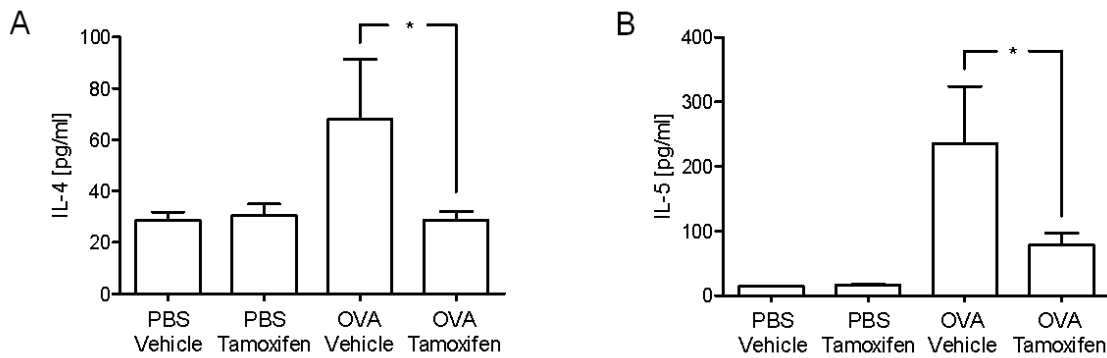 A
IL-4 [pg/ml]
100
80
60
40
20
0
*
PBS PBS OVA OVA
Vehicle Tamoxifen Vehicle Tamoxifen
B
IL-5 [pg/ml]
400
300
200
100
0
*
PBS PBS OVA OVA
Vehicle Tamoxifen Vehicle Tamoxifen